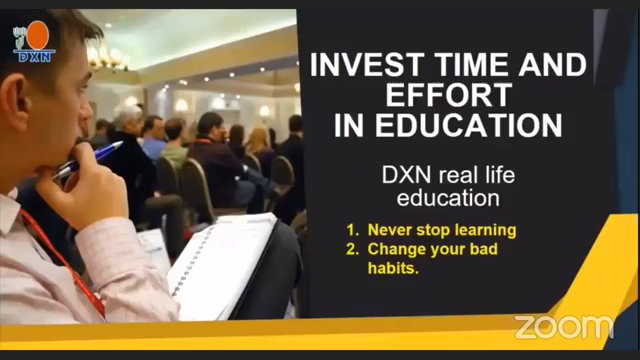 DXN
INVEST TIME AND
EFFORT
IN EDUCATION
DXN real life
education
1. Never stop learning
2. Change your bad
habits.
zoom